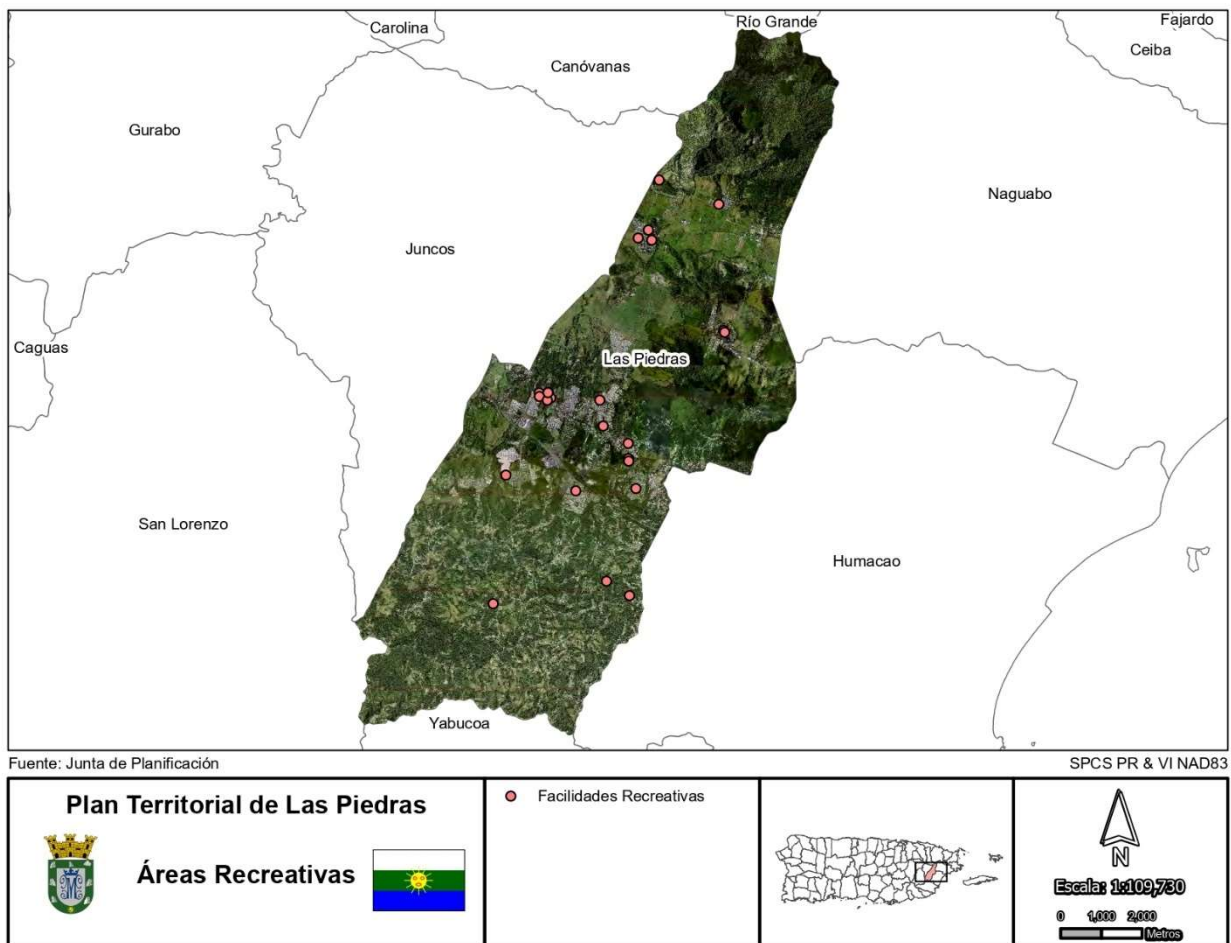 Río Grande
Fajardo
Carolina
Ceiba
Canóvanas
Gurabo
Naguabo
Juncos
Caguas
Las Piedras
San Lorenzo
Humacao
Yabucoa
Fuente: Junta de Planificación
SPCS PR & VI NAD83
Plan Territorial de Las Piedras
Áreas Recreativas
Facilidades Recreativas
N
Escala: 1:109,730
0 1,000 2,000
Metros